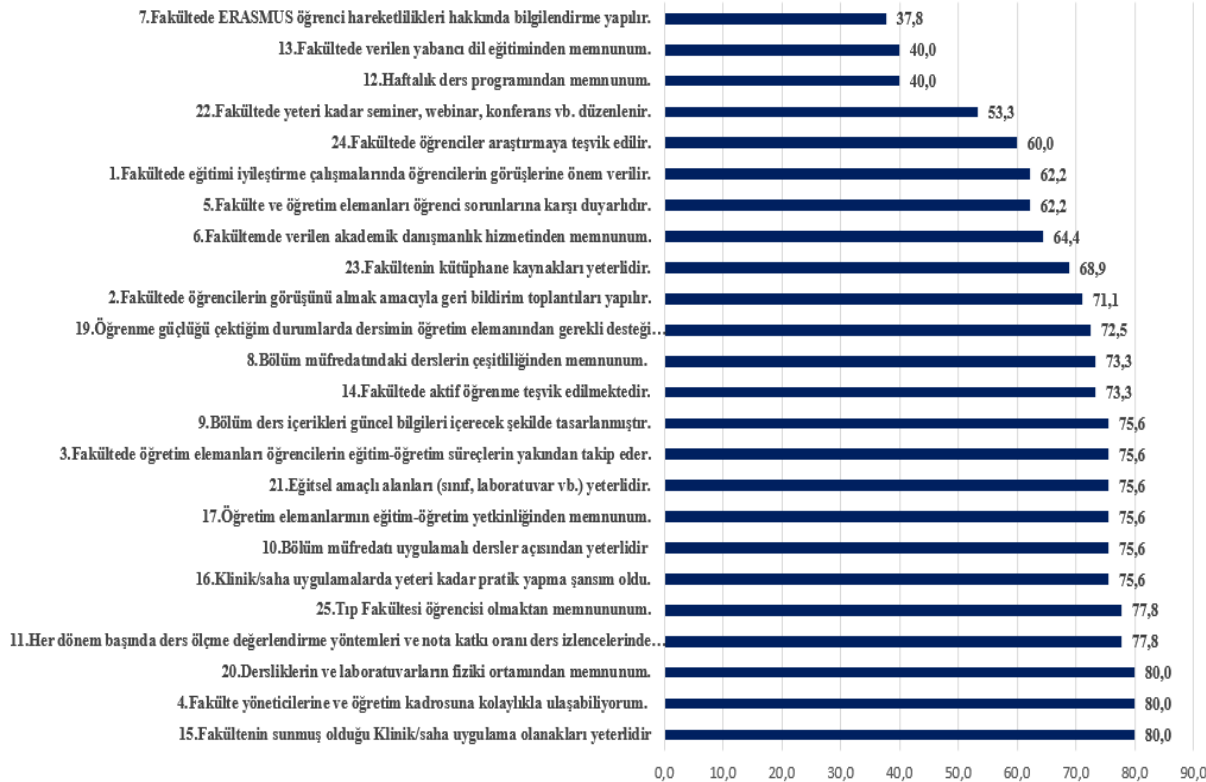 7.Fakültede ERASMUS öğrenci hareketlilikleri hakkında bilgilendirme yapılır. 37,8
13.Fakültede verilen yabancı dil eğitiminden memnunum. 40,0
12.Haftalık ders programından memnunum. 40,0
22.Fakültede yeteri kadar seminer, webinar, konferans vb. düzenlenir. 53,3
24.Fakültede öğrenciler araştırmaya teşvik edilir. 60,0
1.Fakültede eğitimi iyileştirme çalışmalarında öğrencilerin görüşlerine önem verilir. 62,2
5.Fakülte ve öğretim elemanları öğrenci sorunlarına karşı duyarlıdır. 62,2
6.Fakültemde verilen akademik danışmanlık hizmetinden memnunum. 64,4
23.Fakültenin kütüphane kaynakları yeterlidir. 68,9
2.Fakültede öğrencilerin görüşünü almak amacıyla geri bildirim toplantıları yapılır. 71,1
19.Öğrenme güçlüğü çektiğim durumlarda dersimin öğretim elemanından gerekli desteği... 72,5
8.Bölüm müfredatındaki derslerin çeşitliliğinden memnunum. 73,3
14.Fakültede aktif öğrenme teşvik edilmektedir. 73,3
9.Bölüm ders içerikleri güncel bilgileri içerecek şekilde tasarlanmıştır. 75,6
3.Fakültede öğretim elemanları öğrencilerin eğitim-öğretim süreçlerin yakından takip eder. 75,6
21.Eğitsel amaçlı alanları (sınıf, laboratuvar vb.) yeterlidir. 75,6
17.Öğretim elemanlarının eğitim-öğretim yetkinliğinden memnunum. 75,6
10.Bölüm müfredatı uygulamalı dersler açısından yeterlidir 75,6
16.Klinik/saha uygulamalarda yeteri kadar pratik yapma şansım oldu. 75,6
25.Tıp Fakültesi öğrencisi olmaktan memnununum. 77,8
11.Her dönem başında ders ölçme değerlendirme yöntemleri ve nota katkı oranı ders izlencelerinde... 77,8
20.Dersliklerin ve laboratuvarların fiziki ortamından memnunum. 80,0
4.Fakülte yöneticilerine ve öğretim kadrosuna kolaylıkla ulaşabiliyorum. 80,0
15.Fakültenin sunmuş olduğu Klinik/saha uygulama olanakları yeterlidir 80,0
0,0 10,0 20,0 30,0 40,0 50,0 60,0 70,0 80,0 90,0